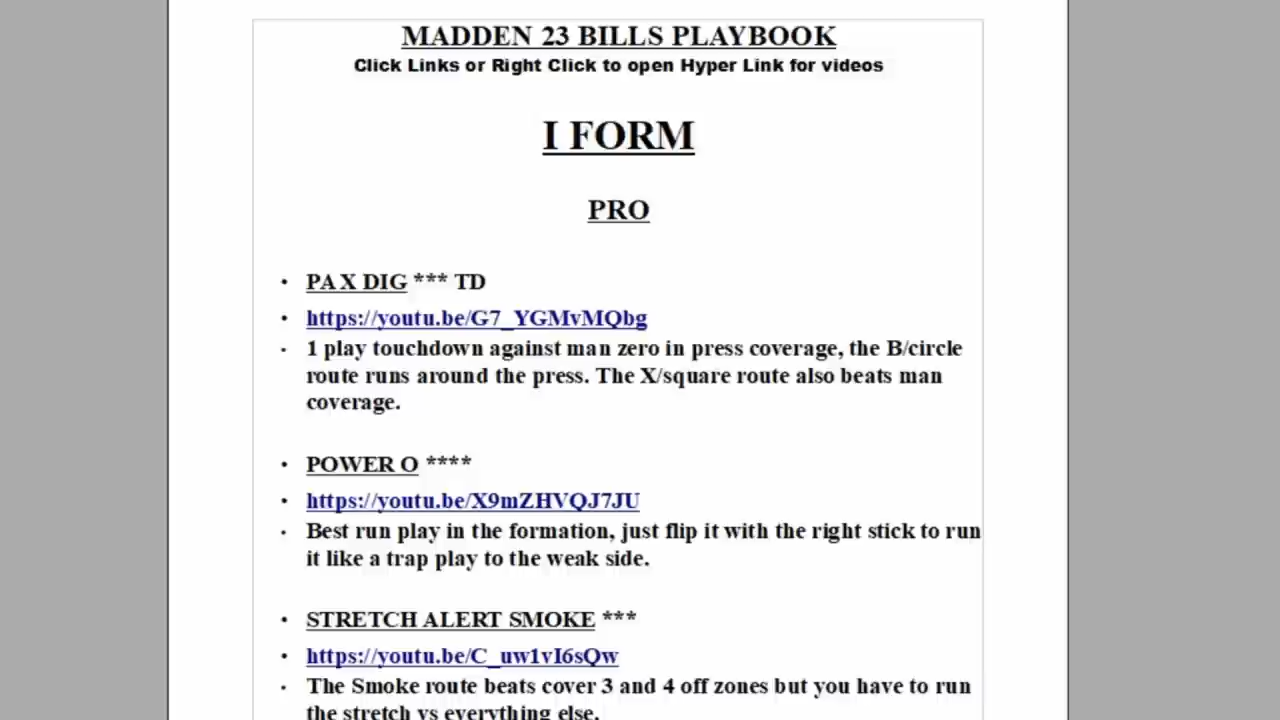 MADDEN 23 BILLS PLAYBOOK
Click Links or Right Click to open Hyper Link for videos
I FORM
PRO
• PA X DIG *** TD
• https://youtu.be/G7_YGMvMQbg
• 1 play touchdown against man zero in press coverage, the B/circle
route runs around the press. The X/square route also beats man
coverage.
• POWER O ****
• https://youtu.be/X9mZHVQJ7JU
• Best run play in the formation, just flip it with the right stick to run
it like a trap play to the weak side.
• STRETCH ALERT SMOKE ***
• https://youtu.be/C_uw1vI6sQw
• The Smoke route beats cover 3 and 4 off zones but you have to run
the stretch vs everything else.